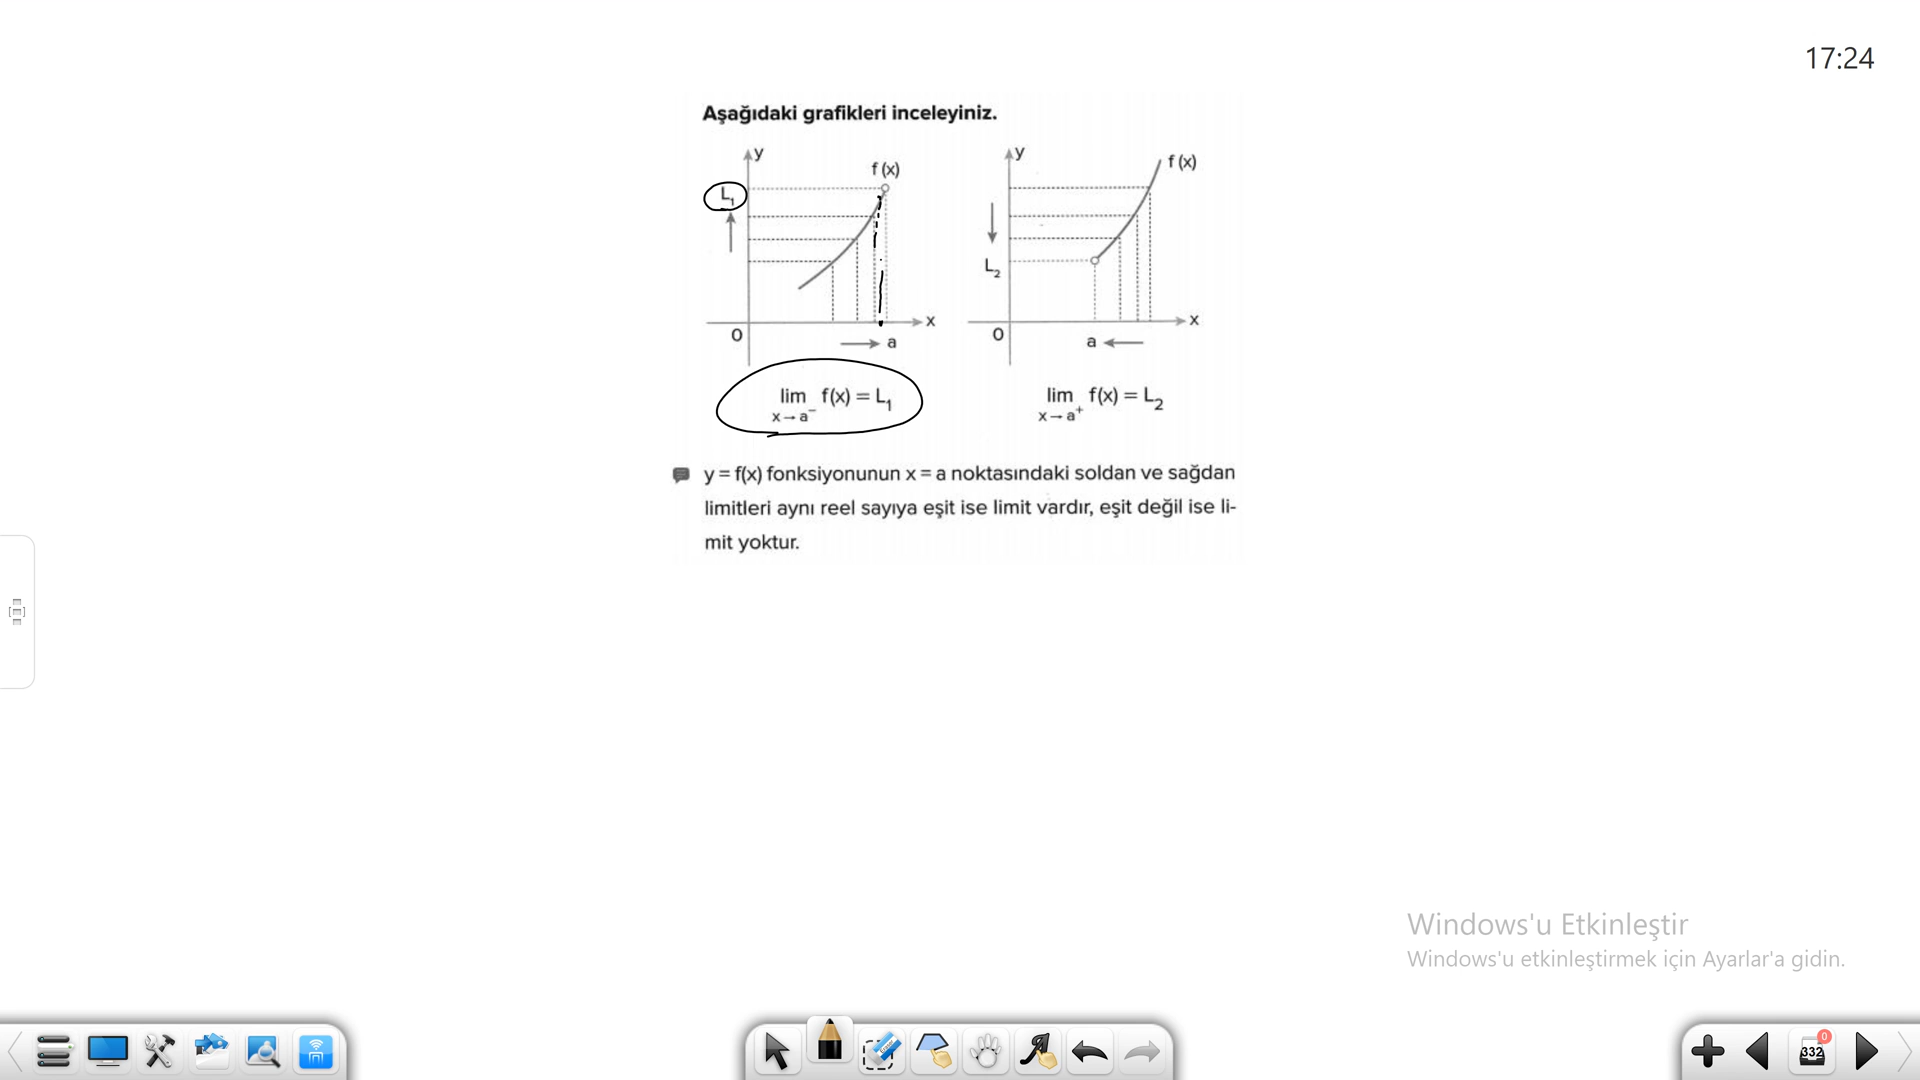 17:24
Aşağıdaki grafikleri inceleyiniz.
y
f (x)
L₁
O
x
a
y
f (x)
L₂
O
x
a
lim f(x) = L₁
x→a⁻
lim f(x) = L₂
x→a⁺
y = f(x) fonksiyonunun x = a noktasındaki soldan ve sağdan
limitleri aynı reel sayıya eşit ise limit vardır, eşit değil ise li-
mit yoktur.
Windows'u Etkinleştir
Windows'u etkinleştirmek için Ayarlar'a gidin.
0
332